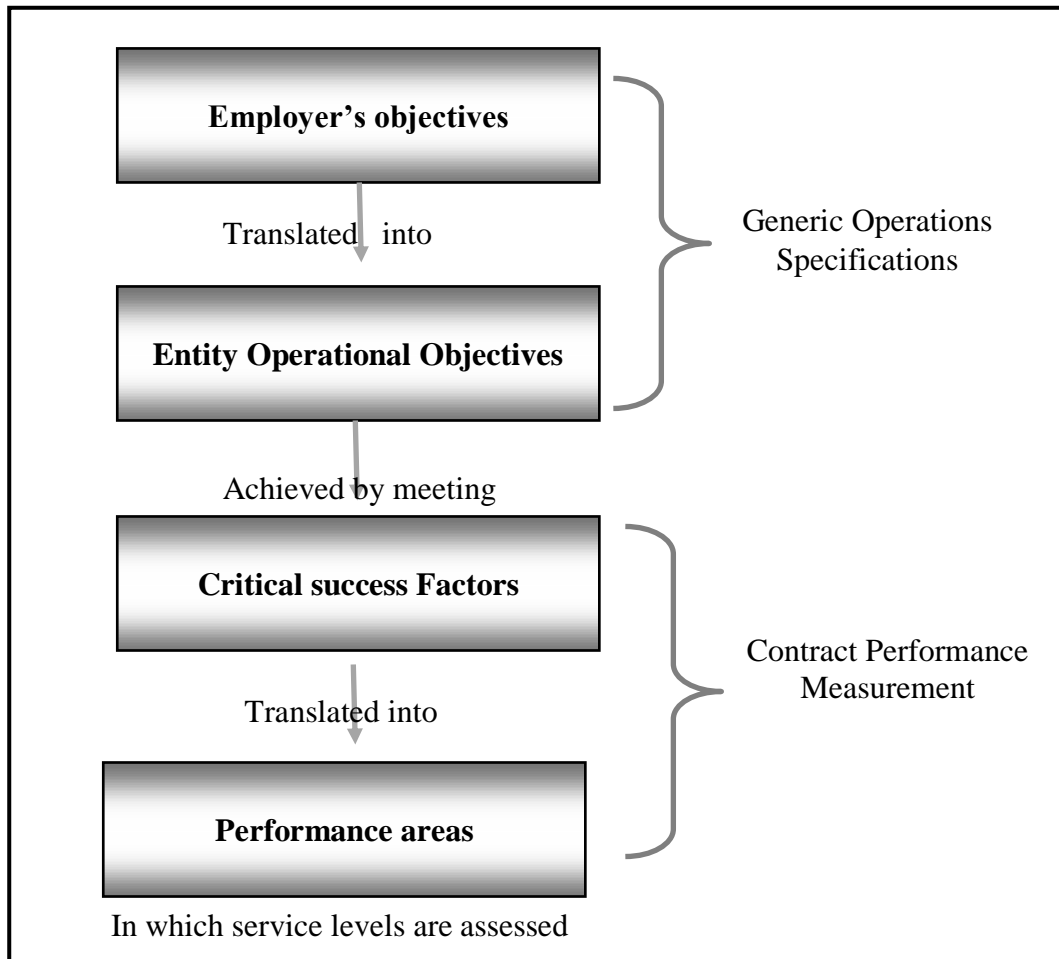 Employer’s objectives
Translated into
Generic Operations
Specifications
Entity Operational Objectives
Achieved by meeting
Critical success Factors
Contract Performance
Measurement
Translated into
Performance areas
In which service levels are assessed